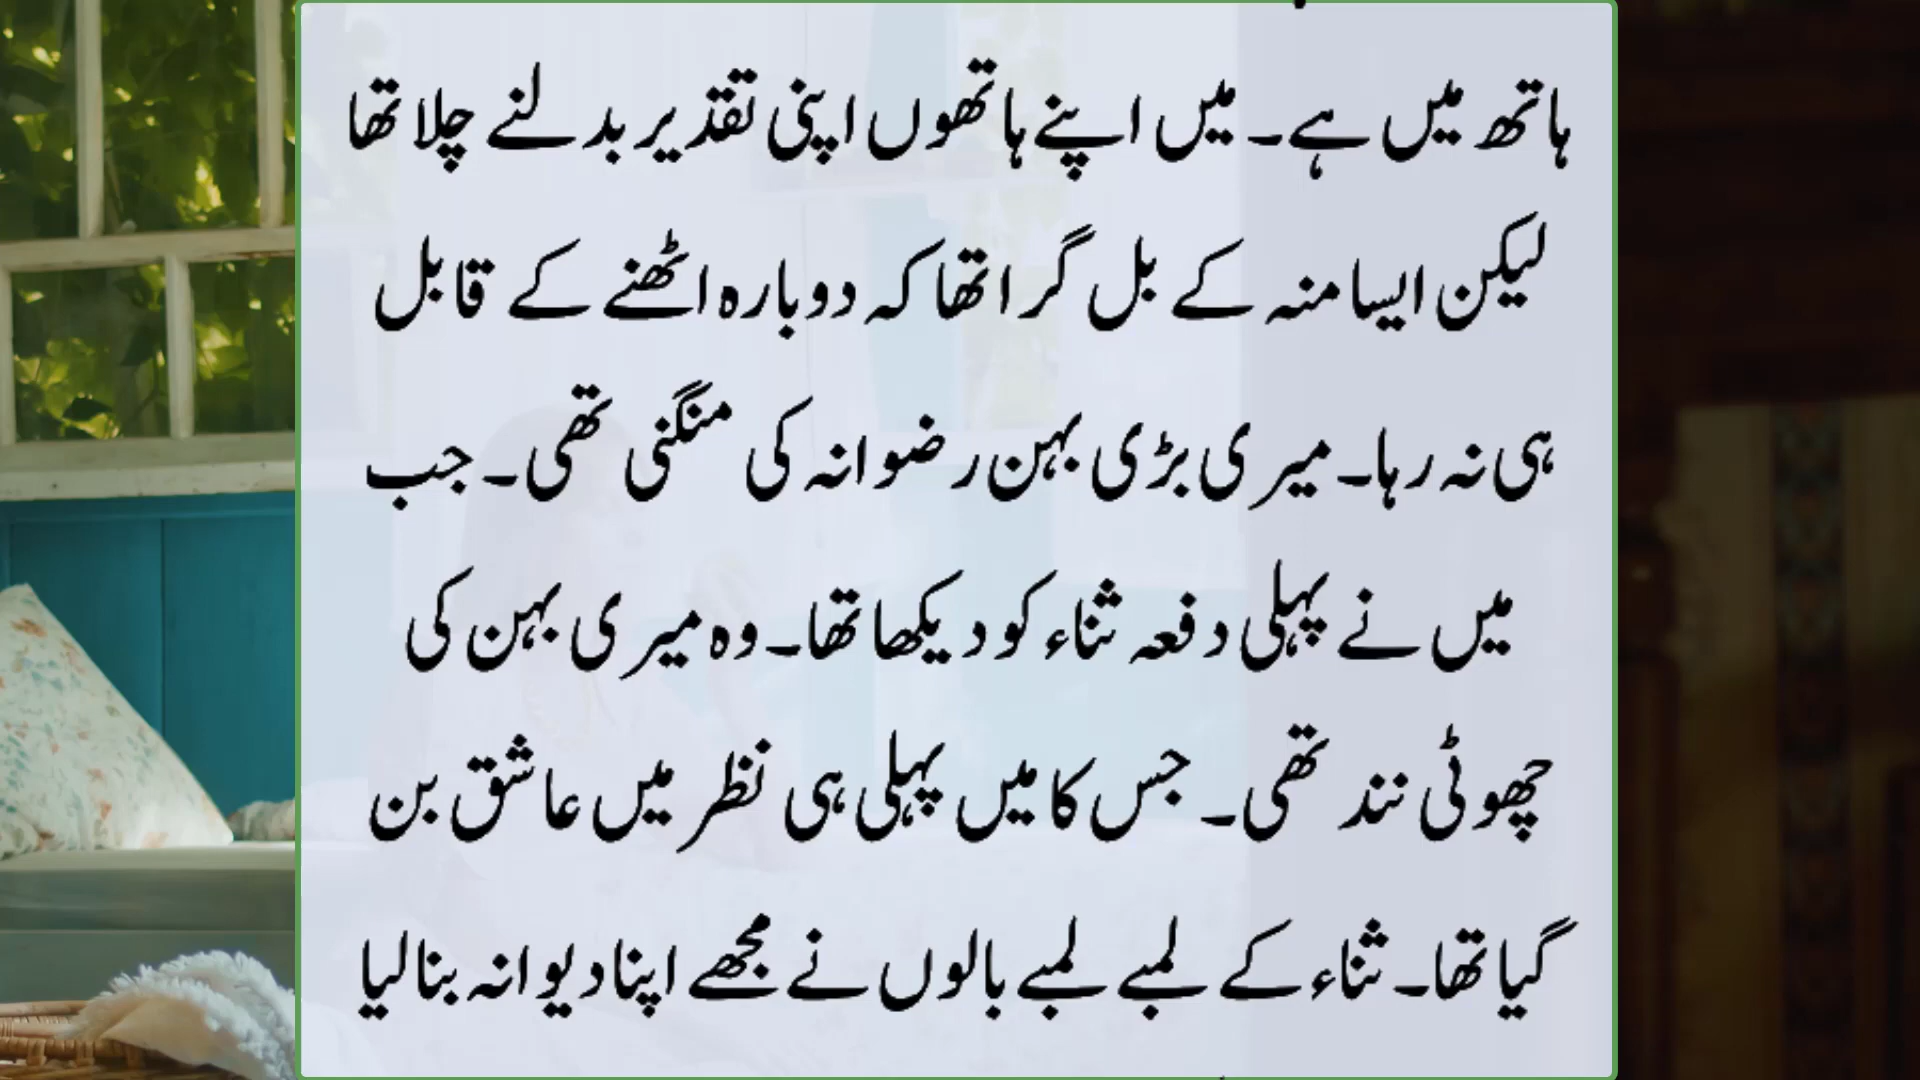 ہاتھ میں ہے۔ میں اپنے ہاتھوں اپنی تقدیر بدلنے چلا تھا
لیکن ایسا منہ کے بل گرا تھا کہ دوبارہ اٹھنے کے قابل
ہی نہ رہا۔ میری بڑی بہن رضوانہ کی منگنی تھی۔ جب
میں نے پہلی دفعہ ثناء کو دیکھا تھا۔ وہ میری بہن کی
چھوٹی نند تھی۔ جس کا میں پہلی ہی نظر میں عاشق بن
گیا تھا۔ ثناء کے لمبے لمبے بالوں نے مجھے اپنا دیوانہ بنا لیا